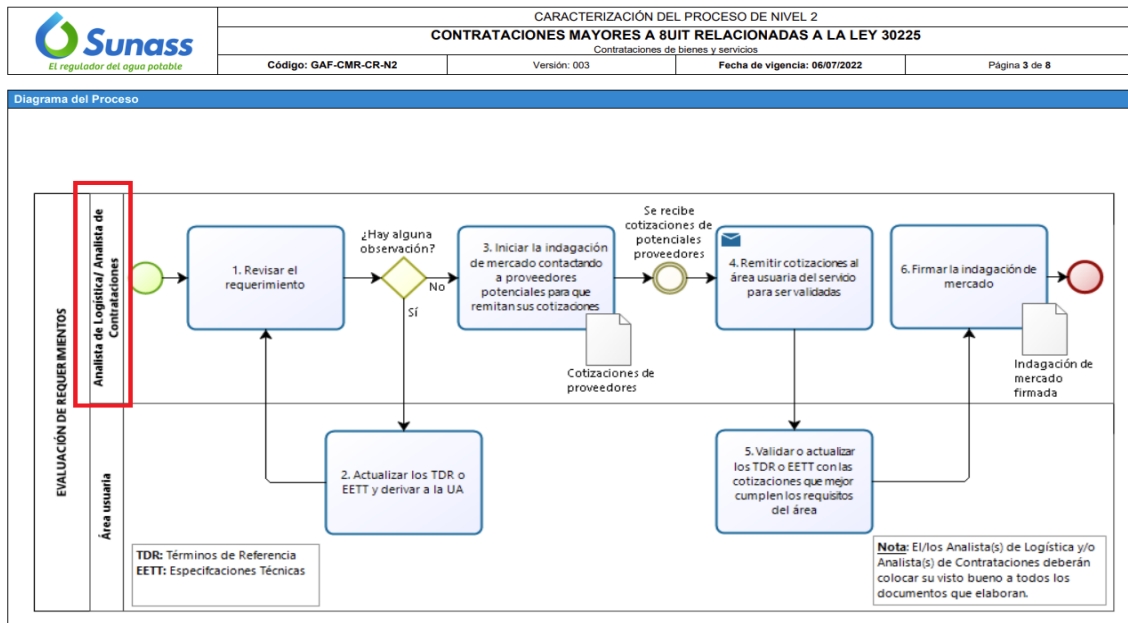 Sunass
El regulador del agua potable
CARACTERIZACIÓN DEL PROCESO DE NIVEL 2
CONTRATACIONES MAYORES A 8UIT RELACIONADAS A LA LEY 30225
Contrataciones de bienes y servicios
Código: GAF-CMR-CR-N2
Versión: 003
Fecha de vigencia: 06/07/2022
Página 3 de 8
Diagrama del Proceso
EVALUACIÓN DE REQUERIMIENTOS
Analista de Logística/ Analista de
Contrataciones
1. Revisar el
requerimiento
¿Hay alguna
observación?
No
Sí
3. Iniciar la indagación
de mercado contactando
a proveedores
potenciales para que
remitan sus cotizaciones
Cotizaciones de
proveedores
Se recibe
cotizaciones de
potenciales
proveedores
4. Remitir cotizaciones al
área usuaria del servicio
para ser validadas
6. Firmar la indagación de
mercado
Indagación de
mercado
firmada
Área usuaria
2. Actualizar los TDR o
EETT y derivar a la UA
5. Validar o actualizar
los TDR o EETT con las
cotizaciones que mejor
cumplen los requisitos
del área
TDR: Términos de Referencia
EETT: Especifcaciones Técnicas
Nota: El/los Analista(s) de Logística y/o
Analista(s) de Contrataciones deberán
colocar su visto bueno a todos los
documentos que elaboran.